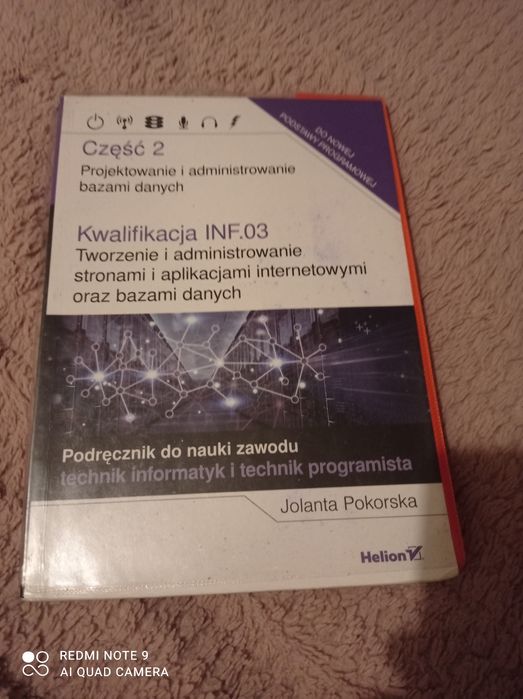 DO NOWEJ
PODSTAWY PROGRAMOWEJ
Część 2
Projektowanie i administrowanie
bazami danych
Kwalifikacja INF.03
Tworzenie i administrowanie
stronami i aplikacjami internetowymi
oraz bazami danych
Podręcznik do nauki zawodu
technik informatyk i technik programista
Jolanta Pokorska
Helion
REDMI NOTE 9
AI QUAD CAMERA